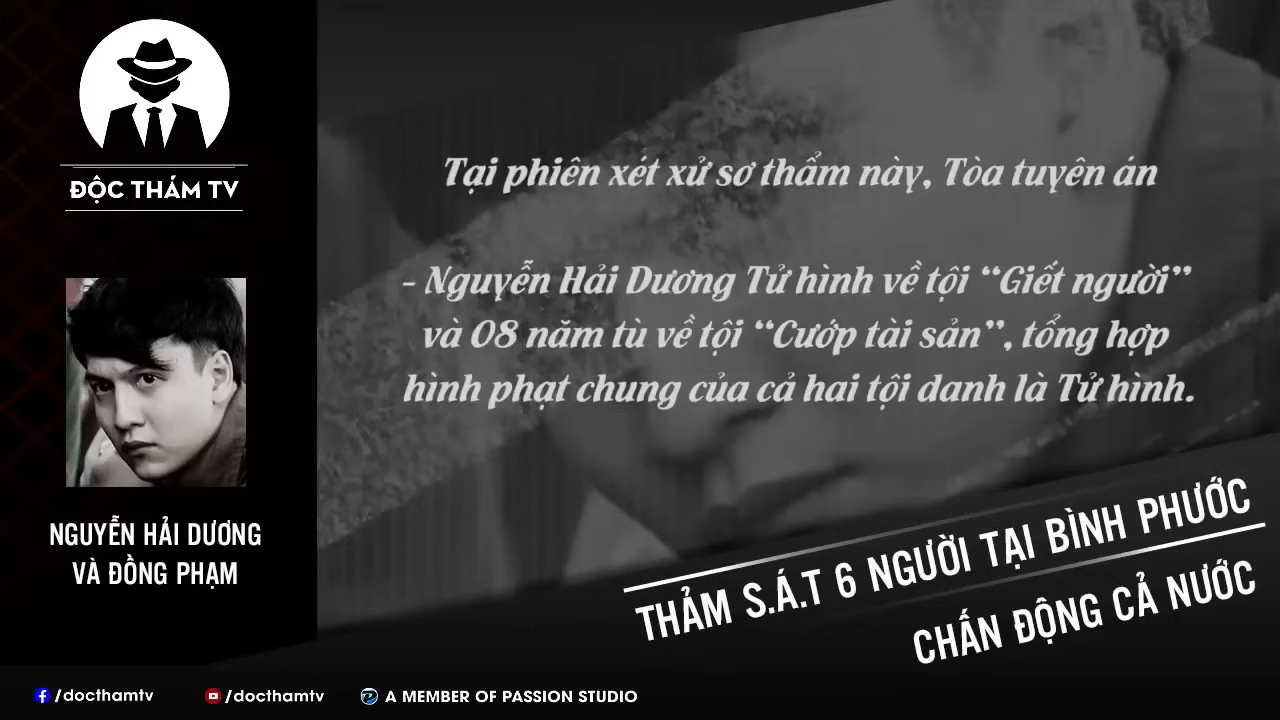 ĐỘC THÁM TV
NGUYỄN HẢI DƯƠNG
VÀ ĐỒNG PHẠM
Tại phiên xét xử sơ thẩm này, Tòa tuyên án
- Nguyễn Hải Dương Tử hình về tội “Giết người”
và 08 năm tù về tội “Cướp tài sản”, tổng hợp
hình phạt chung của cả hai tội danh là Tử hình.
THẢM S.Á.T 6 NGƯỜI TẠI BÌNH PHƯỚC
CHẤN ĐỘNG CẢ NƯỚC
/docthamtv
/docthamtv
A MEMBER OF PASSION STUDIO